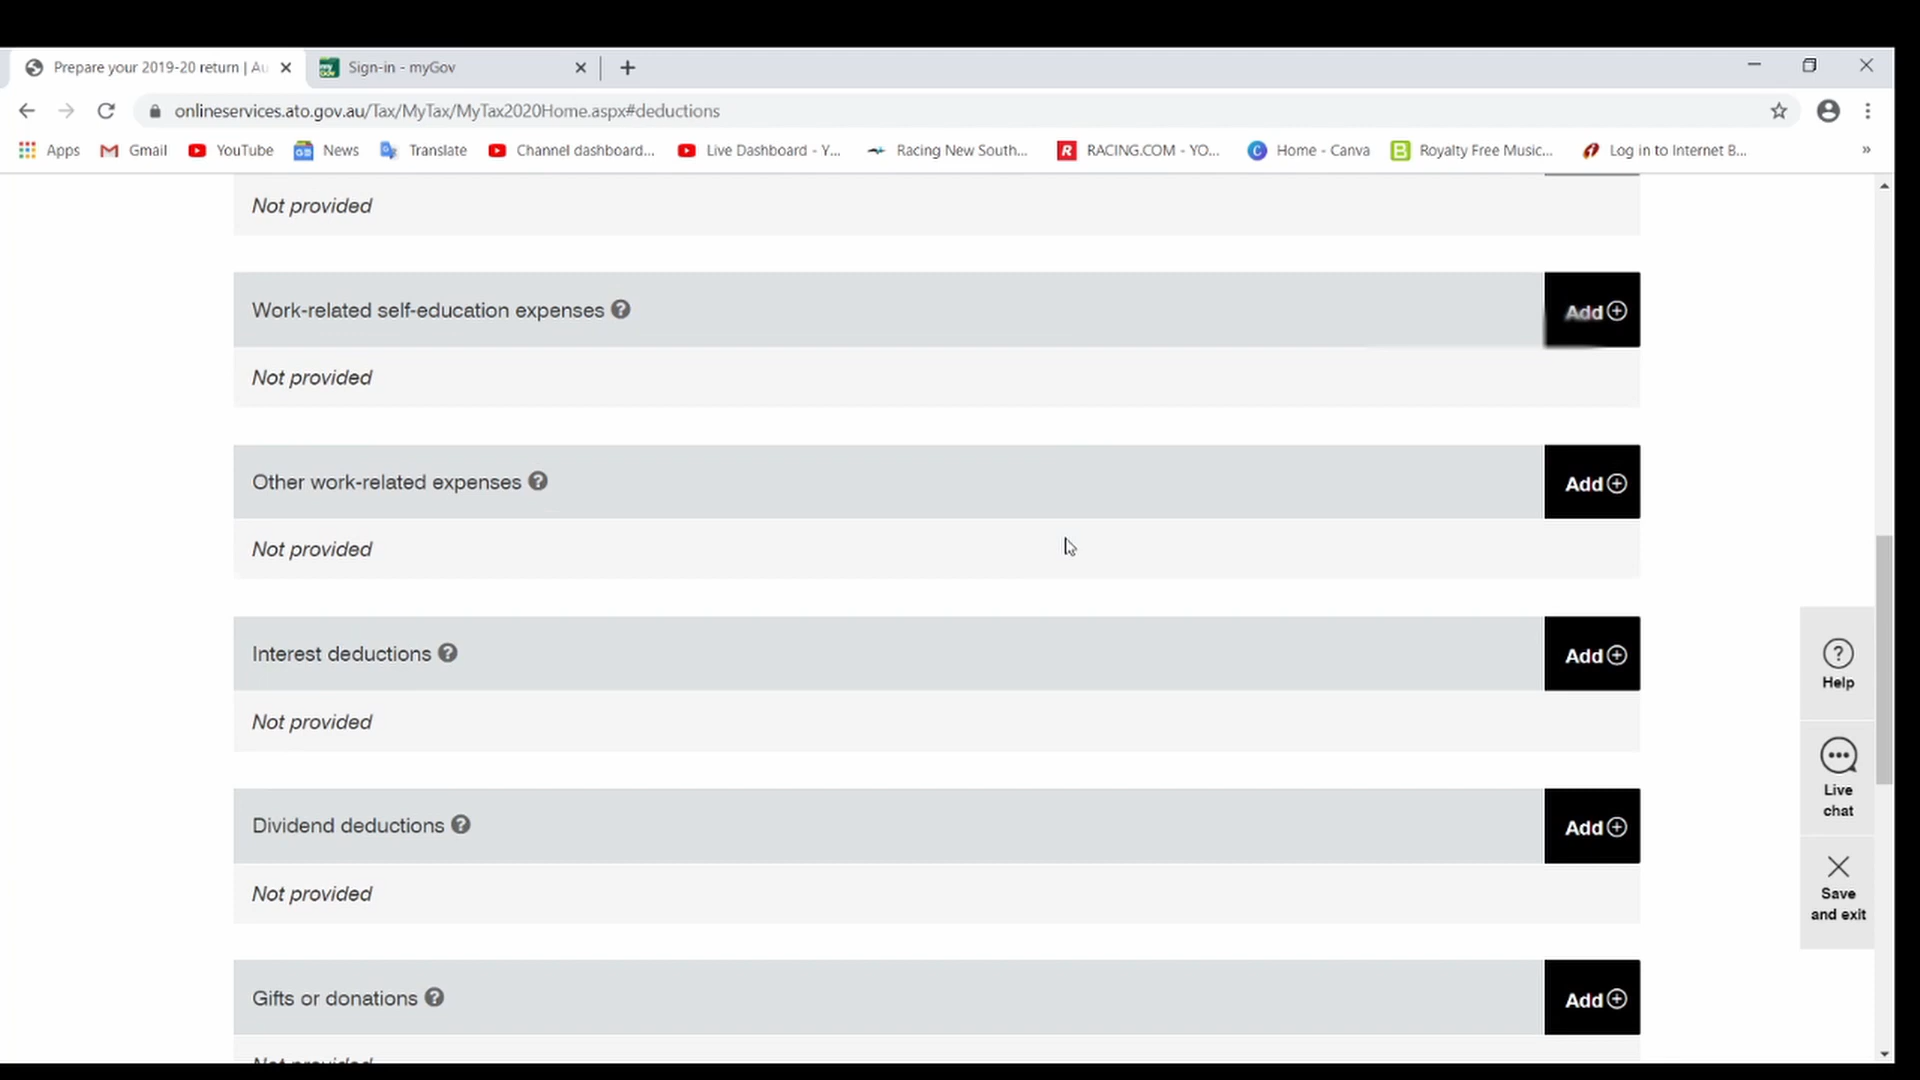 Prepare your 2019-20 return | Au
Sign-in - myGov
onlineservices.ato.gov.au/Tax/MyTax/MyTax2020Home.aspx#deductions
Apps Gmail YouTube News Translate Channel dashboard... Live Dashboard - Y... Racing New South... RACING.COM - YO... Home - Canva Royalty Free Music... Log in to Internet B... »
Not provided
Work-related self-education expenses ?
Add
Not provided
Other work-related expenses ?
Add
Not provided
Interest deductions ?
Add
Not provided
Dividend deductions ?
Add
Not provided
Gifts or donations ?
Add
Not provided
?
Help
Live
chat
Save
and exit